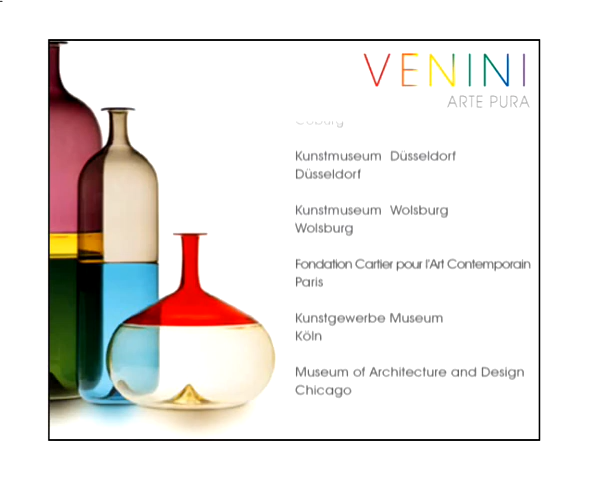 VENINI
ARTE PURA
Kunstmuseum Düsseldorf
Düsseldorf
Kunstmuseum Wolsburg
Wolsburg
Fondation Cartier pour l'Art Contemporain
Paris
Kunstgewerbe Museum
Köln
Museum of Architecture and Design
Chicago